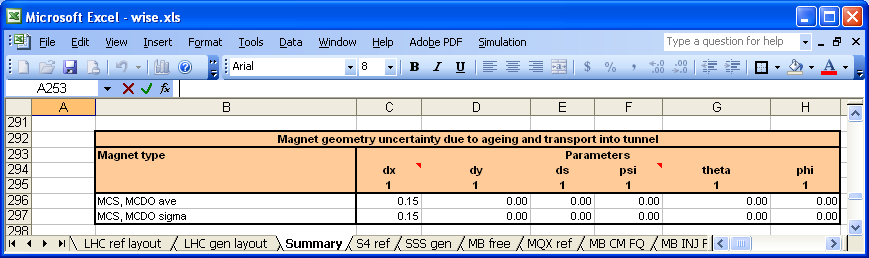 Microsoft Excel - wise.xls
File Edit View Insert Format Tools Data Window Help Adobe PDF Simulation Type a question for help
Arial 8 B I U $ % ,
A253 fx
A B C D E F G H
291
292 Magnet geometry uncertainty due to ageing and transport into tunnel
293 Magnet type Parameters
294 dx dy ds psi theta phi
295 1 1 1 1 1 1
296 MCS, MCDO ave 0.15 0.00 0.00 0.00 0.00 0.00
297 MCS, MCDO sigma 0.15 0.00 0.00 0.00 0.00 0.00
298
LHC ref layout LHC gen layout Summary S4 ref SSS gen MB free MQX ref MB CM FQ MB INJ F